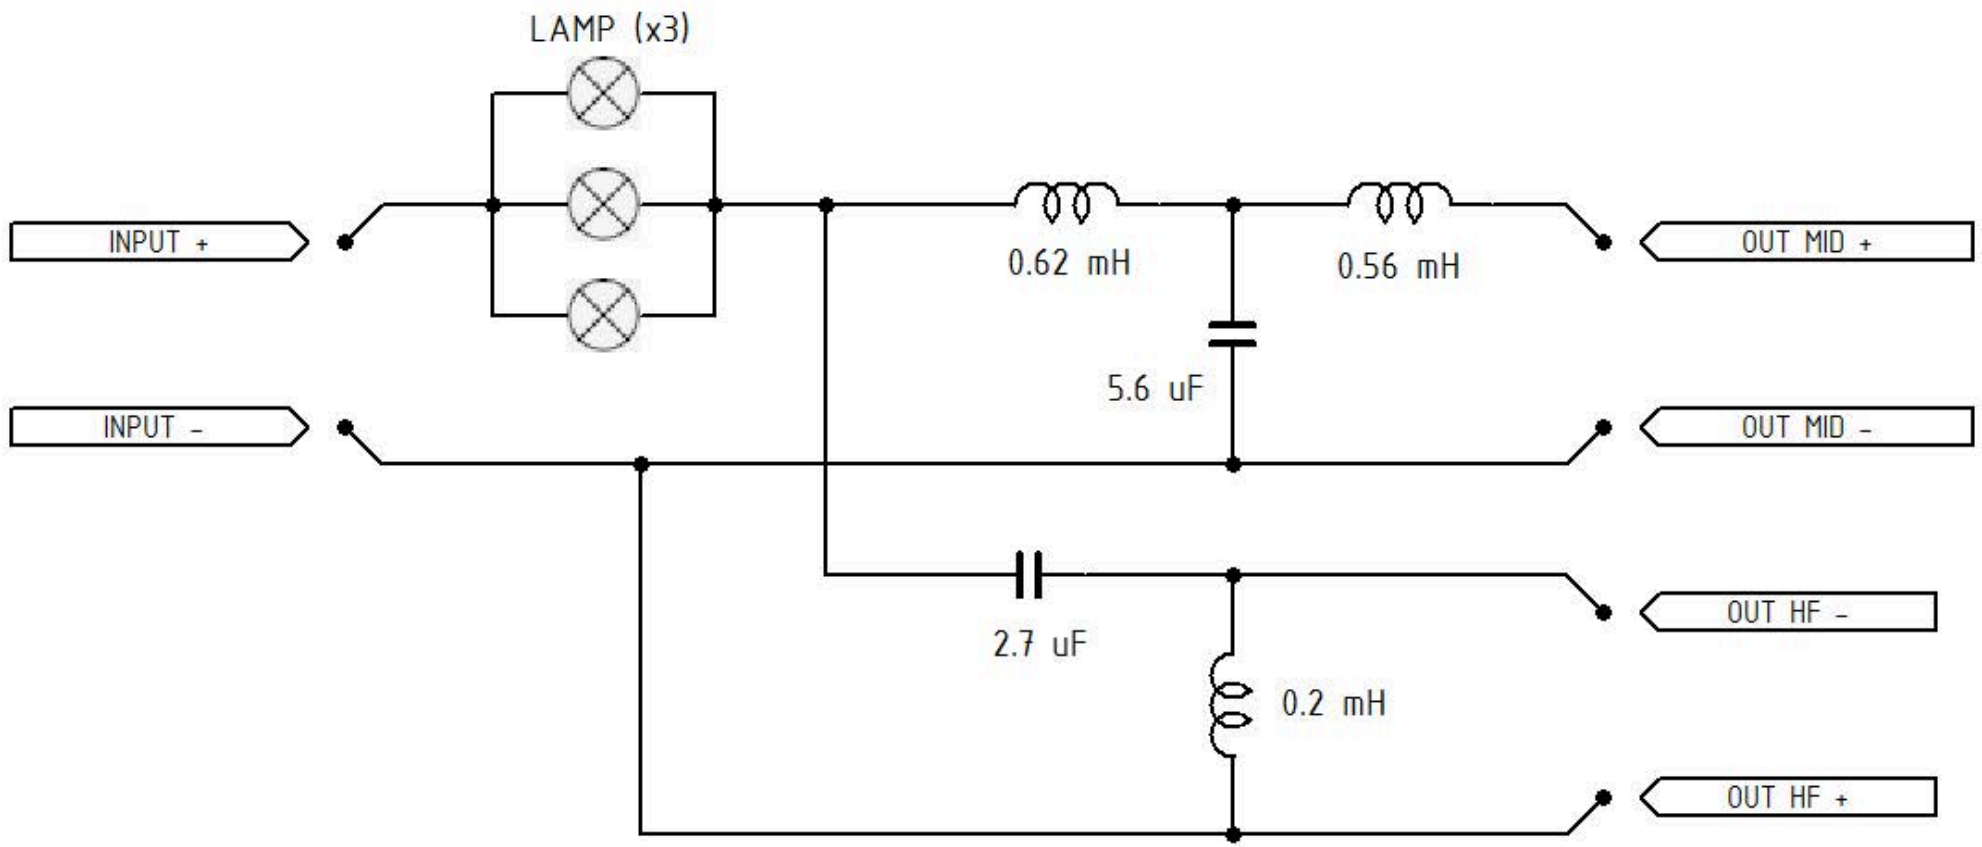 LAMP (x3)
INPUT +
OUT MID +
0.62 mH
0.56 mH
5.6 uF
INPUT -
OUT MID -
OUT HF -
2.7 uF
0.2 mH
OUT HF +